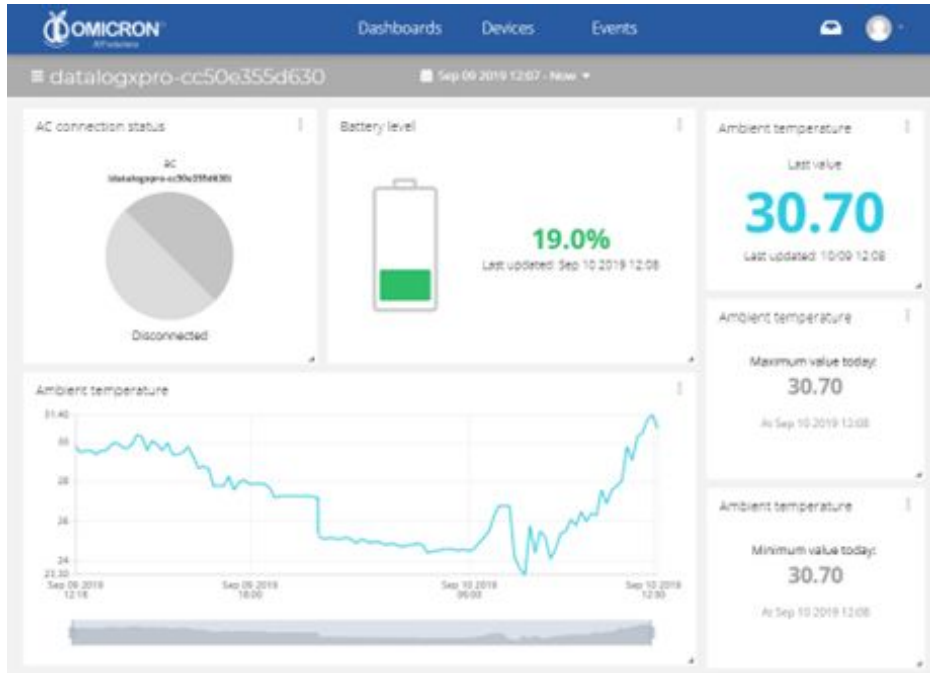 OMICRON
Dashboards Devices Events
datalogxpro-cc50e355d630
Sep 09 2019 12:07 - Now
AC connection status
ac
(datalogxpro-cc50e355d630)
Disconnected
Battery level
19.0%
Last updated: Sep 10 2019 12:08
Ambient temperature
Last value
30.70
Last updated: 10/09 12:08
Ambient temperature
Maximum value today:
30.70
At Sep 10 2019 12:08
Ambient temperature
31.40
30
28
26
24
23.30
Sep 09 2019
12:18
Sep 09 2019
18:00
Sep 10 2019
06:00
Sep 10 2019
12:00
Ambient temperature
Minimum value today:
30.70
At Sep 10 2019 12:08